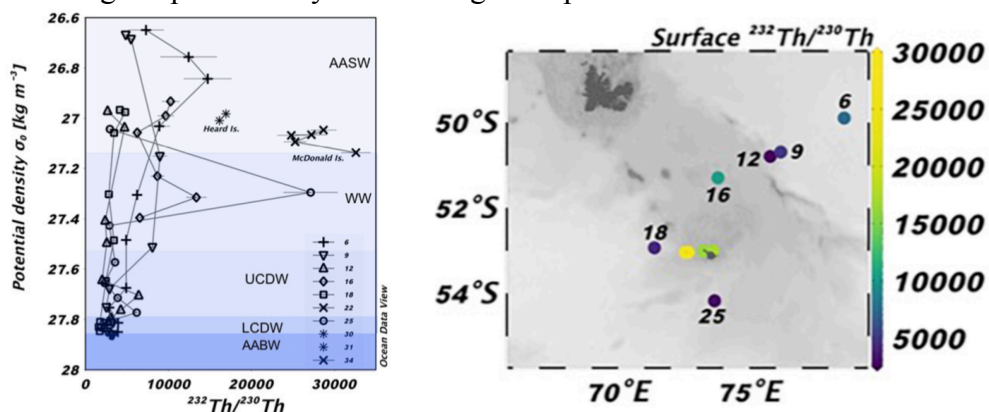 26.6
26.8
27
27.2
27.4
27.6
27.8
28
Potential density σ₀ [kg m⁻³]
AASW
Heard Is.
McDonald Is.
WW
UCDW
LCDW
AABW
6
9
12
16
18
22
25
30
31
34
Ocean Data View
0 10000 20000 30000
²³²Th/²³⁰Th
Surface ²³²Th/²³⁰Th
50°S
52°S
54°S
6
12 9
16
18
25
70°E 75°E
30000
25000
20000
15000
10000
5000